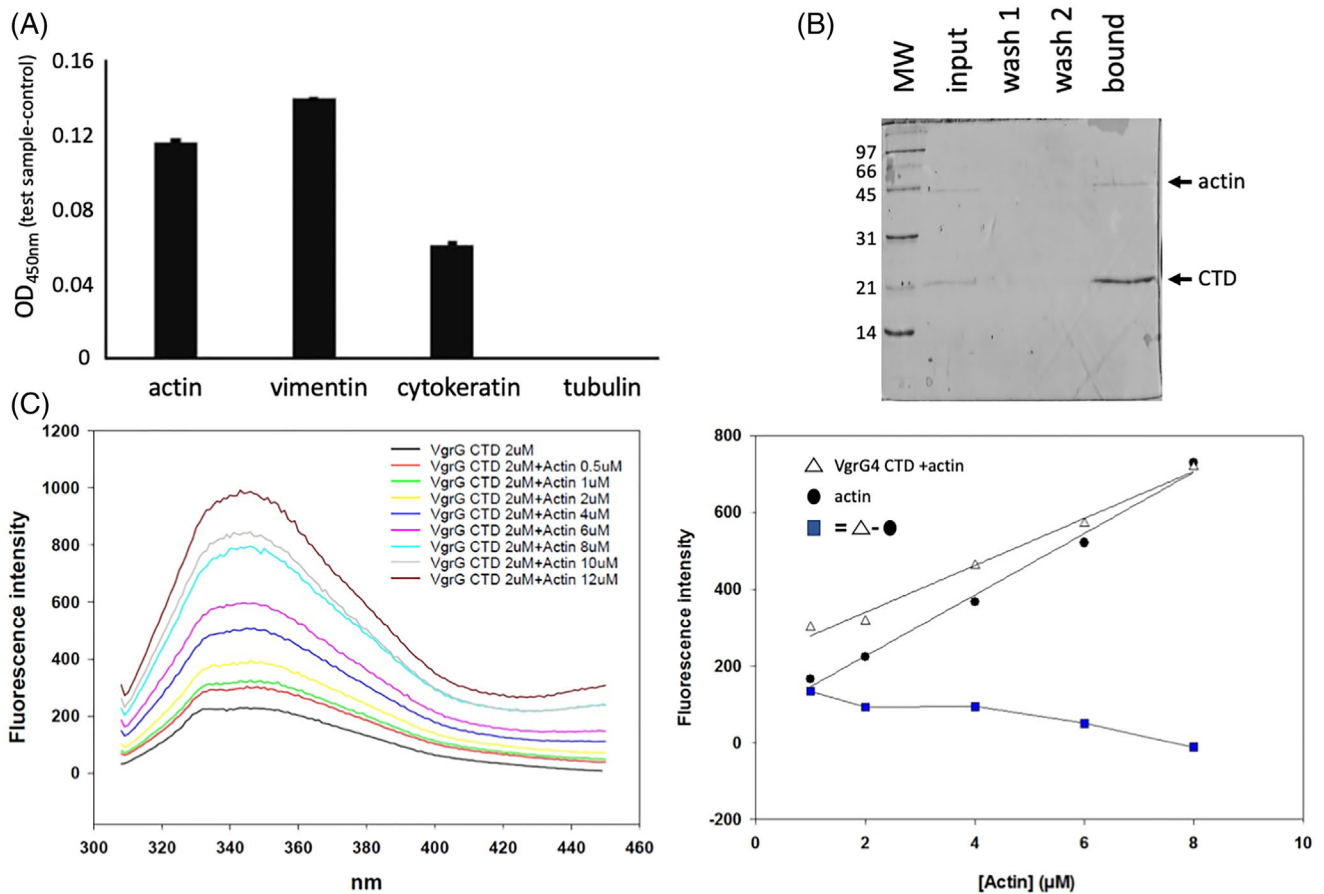 (A)
0.16
0.12
0.08
0.04
0
OD450nm (test sample-control)
actin vimentin cytokeratin tubulin
(B)
MW input wash 1 wash 2 bound
97
66
45
31
21
14
actin
CTD
(C)
1200
1000
800
600
400
200
0
Fluorescence intensity
VgrG CTD 2uM
VgrG CTD 2uM+Actin 0.5uM
VgrG CTD 2uM+Actin 1uM
VgrG CTD 2uM+Actin 2uM
VgrG CTD 2uM+Actin 4uM
VgrG CTD 2uM+Actin 6uM
VgrG CTD 2uM+Actin 8uM
VgrG CTD 2uM+Actin 10uM
VgrG CTD 2uM+Actin 12uM
300 320 340 360 380 400 420 440 460
nm
800
600
400
200
0
-200
Fluorescence intensity
VgrG4 CTD +actin
actin
= △-●
0 2 4 6 8 10
[Actin] (μM)